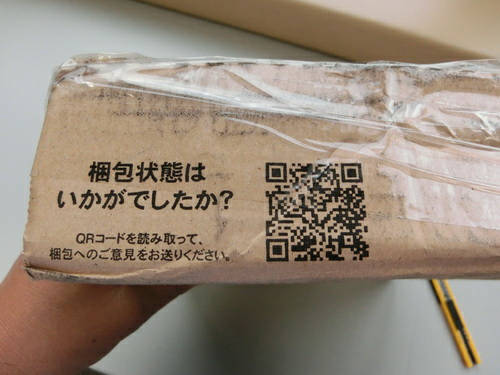 梱包状態は
いかがでしたか?
QRコードを読み取って、
梱包へのご意見をお送りください。